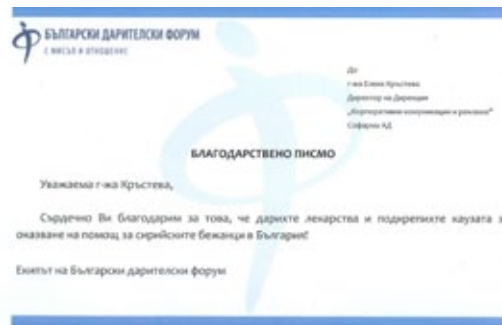 БЪЛГАРСКИ ДАРИТЕЛСКИ ФОРУМ
С МИСЪЛ И ОТНОШЕНИЕ
До
г-жа Елена Кръстева
Директор на Дирекция
„Корпоративни комуникации и реклама“
Софарма АД
БЛАГОДАРСТВЕНО ПИСМО
Уважаема г-жа Кръстева,
Сърдечно Ви благодарим за това, че дарихте лекарства и подкрепихте каузата з
оказване на помощ за сирийските бежанци в България!
Екипът на Български дарителски форум